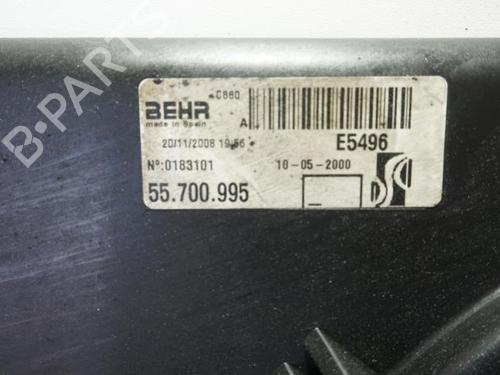 C660
BEHR
made in Spain
A
20/11/2008 19:56
E5496
Nº:0183101
10-05-2000
55.700.995
B-PARTS